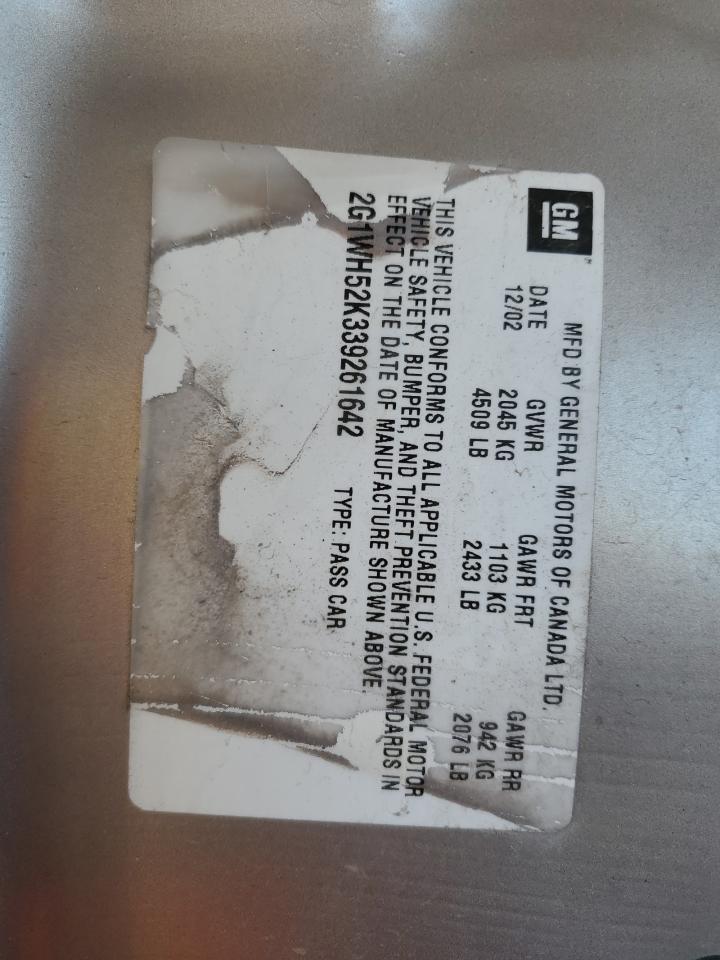 GM
MFD BY GENERAL MOTORS OF CANADA LTD.
DATE GVWR GAWR FRT GAWR RR
12/02 2045 KG 1103 KG 942 KG
4509 LB 2433 LB 2076 LB
THIS VEHICLE CONFORMS TO ALL APPLICABLE U.S. FEDERAL MOTOR
VEHICLE SAFETY, BUMPER, AND THEFT PREVENTION STANDARDS IN
EFFECT ON THE DATE OF MANUFACTURE SHOWN ABOVE.
2G1WH52K339261642 TYPE: PASS CAR